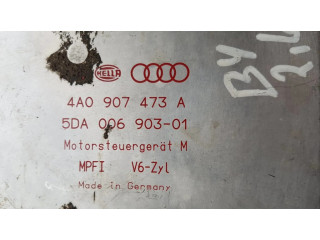 HELLA
4A0 907 473 A
5DA 006 903-01
Motorsteuergerät M
MPFI V6-Zyl
Made in Germany